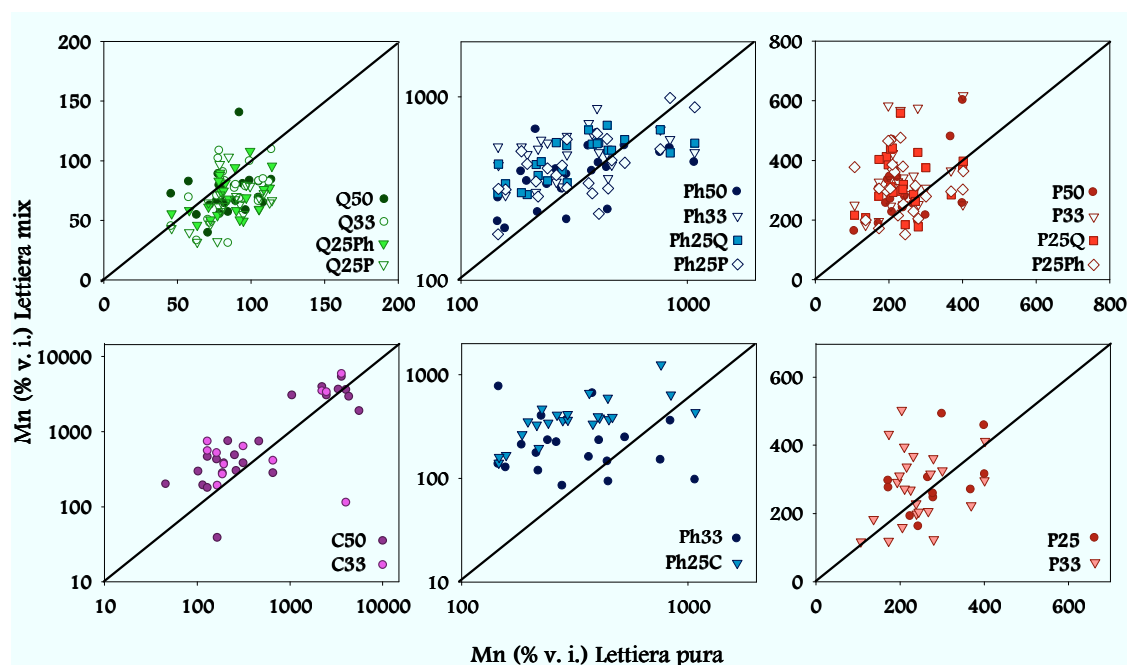 Mn (% v. i.) Lettiera mix
200
150
100
50
0
0 50 100 150 200
Q50
Q33
Q25Ph
Q25P
1000
100
100 1000
Ph50
Ph33
Ph25Q
Ph25P
800
600
400
200
0
0 200 400 600 800
P50
P33
P25Q
P25Ph
10000
1000
100
10
10 100 1000 10000
C50
C33
1000
100
10
100 1000
Ph33
Ph25C
600
400
200
0
0 200 400 600
P25
P33
Mn (% v. i.) Lettiera pura